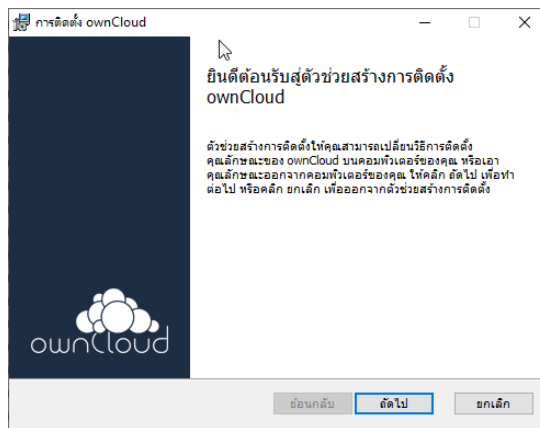 การติดตั้ง ownCloud
ยินดีต้อนรับสู่ตัวช่วยสร้างการติดตั้ง
ownCloud
ตัวช่วยสร้างการติดตั้งให้คุณสามารถเปลี่ยนวิธีการติดตั้ง
คุณลักษณะของ ownCloud บนคอมพิวเตอร์ของคุณ หรือเอา
คุณลักษณะออกจากคอมพิวเตอร์ของคุณ ให้คลิก ถัดไป เพื่อทำ
ต่อไป หรือคลิก ยกเลิก เพื่อออกจากตัวช่วยสร้างการติดตั้ง
ownCloud
ย้อนกลับ ถัดไป ยกเลิก